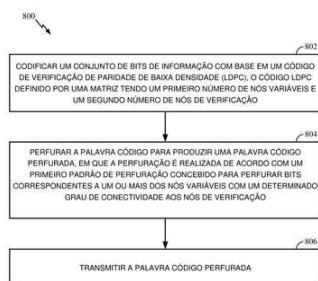 800
802
CODIFICAR UM CONJUNTO DE BITS DE INFORMAÇÃO COM BASE EM UM CÓDIGO
DE VERIFICAÇÃO DE PARIDADE DE BAIXA DENSIDADE (LDPC), O CÓDIGO LDPC
DEFINIDO POR UMA MATRIZ TENDO UM PRIMEIRO NÚMERO DE NÓS VARIÁVEIS E
UM SEGUNDO NÚMERO DE NÓS DE VERIFICAÇÃO
804
PERFURAR A PALAVRA CÓDIGO PARA PRODUZIR UMA PALAVRA CÓDIGO
PERFURADA, EM QUE A PERFURAÇÃO É REALIZADA DE ACORDO COM UM
PRIMEIRO PADRÃO DE PERFURAÇÃO CONCEBIDO PARA PERFURAR BITS
CORRESPONDENTES A UM OU MAIS DOS NÓS VARIÁVEIS COM UM DETERMINADO
GRAU DE CONECTIVIDADE AOS NÓS DE VERIFICAÇÃO
806
TRANSMITIR A PALAVRA CÓDIGO PERFURADA